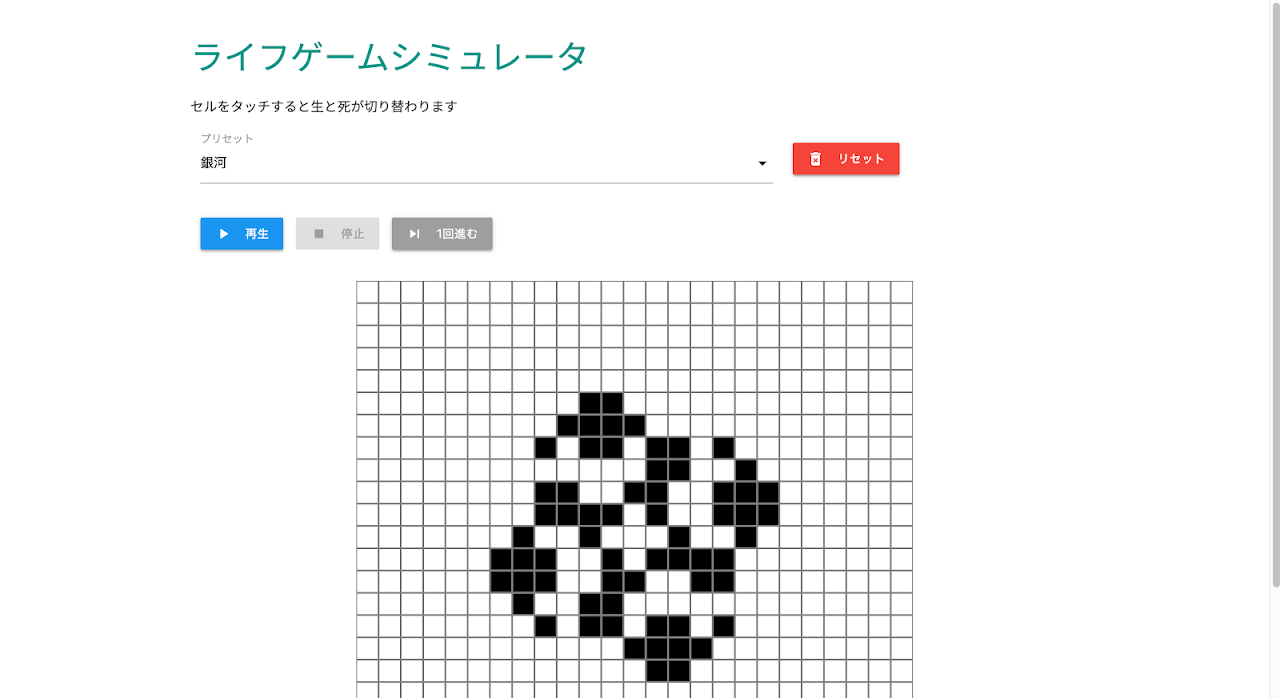 ライフゲームシミュレータ
セルをタッチすると生と死が切り替わります
プリセット
銀河
リセット
再生
停止
1回進む